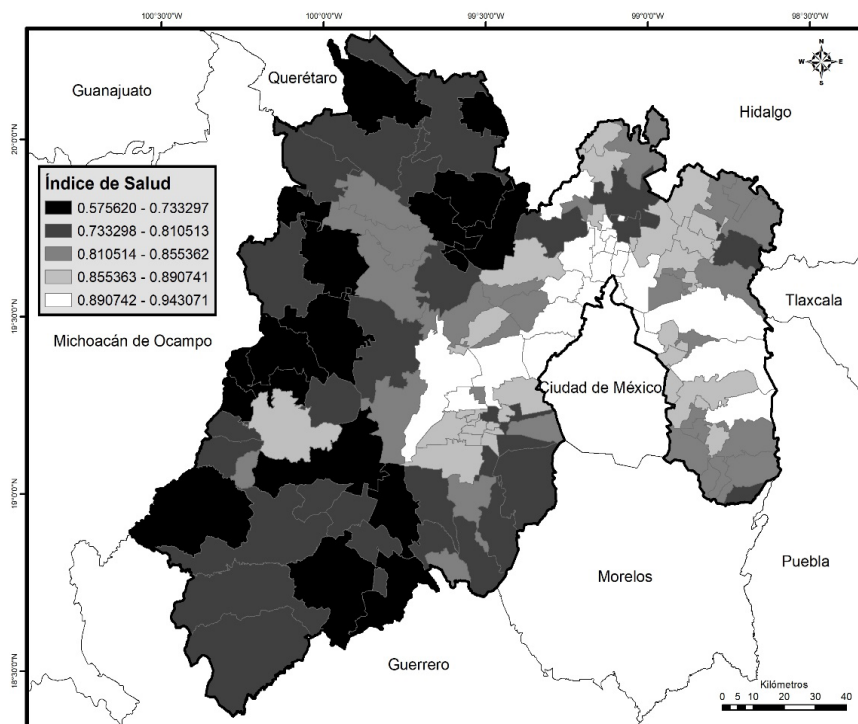 100°30'0"W
100°0'0"W
99°30'0"W
99°0'0"W
98°30'0"W
N
W E
S
Querétaro
Guanajuato
Hidalgo
20°0'0"N
Índice de Salud
0.575620 - 0.733297
0.733298 - 0.810513
0.810514 - 0.855362
0.855363 - 0.890741
0.890742 - 0.943071
Tlaxcala
19°30'0"N
Michoacán de Ocampo
Ciudad de México
19°0'0"N
Puebla
Morelos
Guerrero
18°30'0"N
Kilómetros
0 5 10 20 30 40